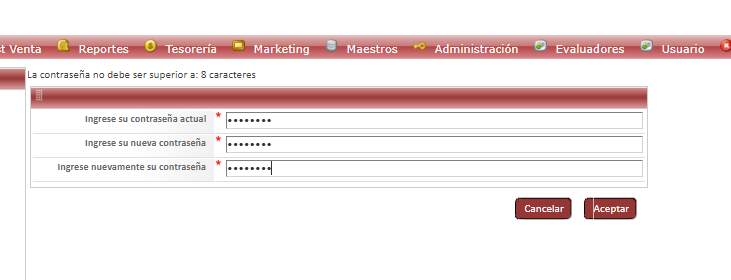 st Venta Reportes Tesorería Marketing Maestros Administración Evaluadores Usuario
La contraseña no debe ser superior a: 8 caracteres
Ingrese su contraseña actual * ••••••••
Ingrese su nueva contraseña * ••••••••
Ingrese nuevamente su contraseña * ••••••••
Cancelar Aceptar